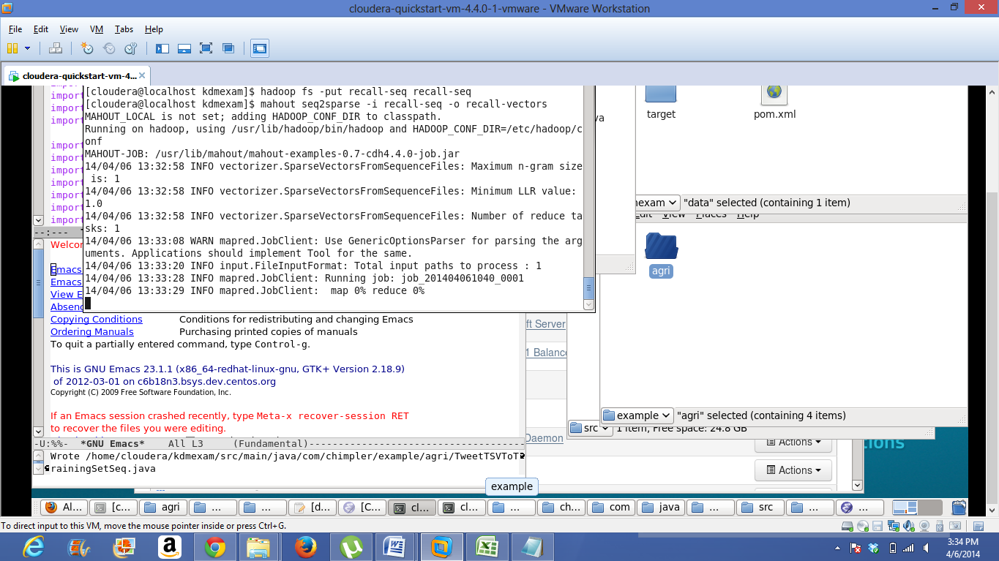 cloudera-quickstart-vm-4.4.0-1-vmware - VMware Workstation
File Edit View VM Tabs Help
cloudera-quickstart-vm-4...
import
import
import
import
import
import
import
import
import
import
[cloudera@localhost kdmexam]$ hadoop fs -put recall-seq recall-seq
[cloudera@localhost kdmexam]$ mahout seq2sparse -i recall-seq -o recall-vectors
MAHOUT_LOCAL is not set; adding HADOOP_CONF_DIR to classpath.
Running on hadoop, using /usr/lib/hadoop/bin/hadoop and HADOOP_CONF_DIR=/etc/hadoop/c
onf
MAHOUT-JOB: /usr/lib/mahout/mahout-examples-0.7-cdh4.4.0-job.jar
14/04/06 13:32:58 INFO vectorizer.SparseVectorsFromSequenceFiles: Maximum n-gram size
is: 1
14/04/06 13:32:58 INFO vectorizer.SparseVectorsFromSequenceFiles: Minimum LLR value:
1.0
14/04/06 13:32:58 INFO vectorizer.SparseVectorsFromSequenceFiles: Number of reduce ta
sks: 1
14/04/06 13:33:08 WARN mapred.JobClient: Use GenericOptionsParser for parsing the arg
uments. Applications should implement Tool for the same.
14/04/06 13:33:20 INFO input.FileInputFormat: Total input paths to process : 1
14/04/06 13:33:28 INFO mapred.JobClient: Running job: job_201404061040_0001
14/04/06 13:33:29 INFO mapred.JobClient:  map 0% reduce 0%
va
target
pom.xml
nexam "data" selected (containing 1 item)
Edit View Places Help
agri
--:---
Welcom
Emacs
Emacs
View E
Absenc
Copying Conditions Conditions for redistributing and changing Emacs
Ordering Manuals Purchasing printed copies of manuals
To quit a partially entered command, type Control-g.
This is GNU Emacs 23.1.1 (x86_64-redhat-linux-gnu, GTK+ Version 2.18.9)
of 2012-03-01 on c6b18n3.bsys.dev.centos.org
Copyright (C) 2009 Free Software Foundation, Inc.
If an Emacs session crashed recently, type Meta-x recover-session RET
to recover the files you were editing.
-U:%%-  *GNU Emacs*    All L3    (Fundamental)-----------------------------------
Wrote /home/cloudera/kdmexam/src/main/java/com/chimpler/example/agri/TweetTSVToT
rainingSetSeq.java
ft Server
1 Balance
Daemon
example "agri" selected (containing 4 items)
src 1 item, Free space: 24.8 GB
Actions
tions
Actions
example
Al... [c... agri ... ... [d... [C... cl... cl... ... ch... com java ... src ... ...
To direct input to this VM, move the mouse pointer inside or press Ctrl+G.
3:34 PM
4/6/2014